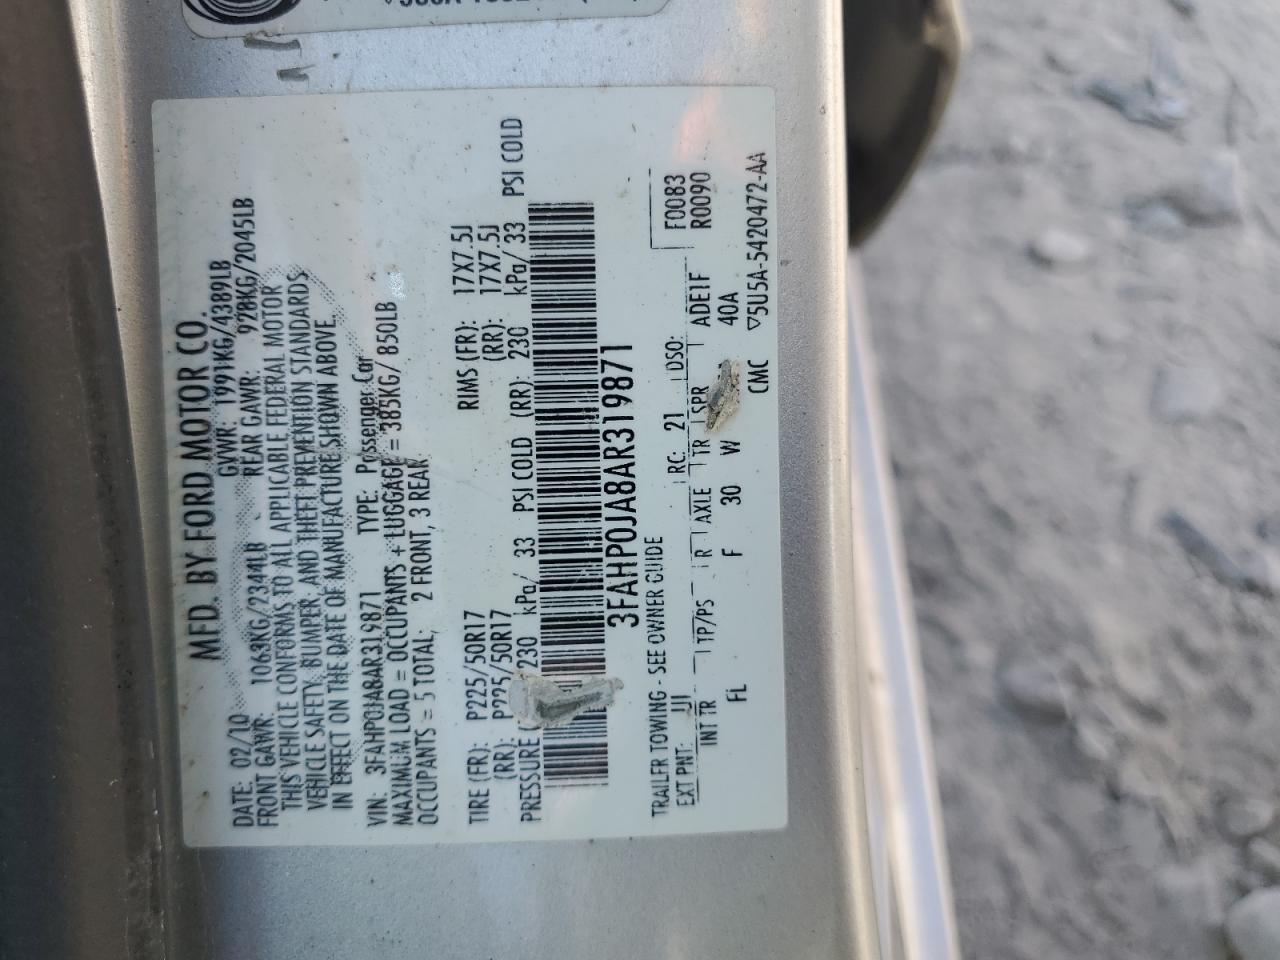 MFD. BY FORD MOTOR CO.
DATE: 02/10 GVWR: 1991KG/4389LB
FRONT GAWR: 1063KG/2344LB REAR GAWR: 928KG/2045LB
THIS VEHICLE CONFORMS TO ALL APPLICABLE FEDERAL MOTOR
VEHICLE SAFETY, BUMPER, AND THEFT PREVENTION STANDARDS
IN EFFECT ON THE DATE OF MANUFACTURE SHOWN ABOVE.
VIN: 3FAHP0JA8AR319871 TYPE: Passenger Car
MAXIMUM LOAD = OCCUPANTS + LUGGAGE = 385KG/ 850LB
OCCUPANTS = 5 TOTAL, 2 FRONT, 3 REAR
TIRE (FR): P225/50R17 RIMS (FR): 17X7.5J
(RR): P225/50R17 (RR): 17X7.5J
PRESSURE 230 kPa/ 33 PSI COLD (RR): 230 kPa/ 33 PSI COLD
3FAHP0JA8AR319871
TRAILER TOWING - SEE OWNER GUIDE F0083
EXT PNT: JJ RC: 21 DSO: R0090
INT TR TP/PS R AXLE TR SPR ADE1F
FL F 30 W 40A
CMC ▽5U5A-5420472-AA